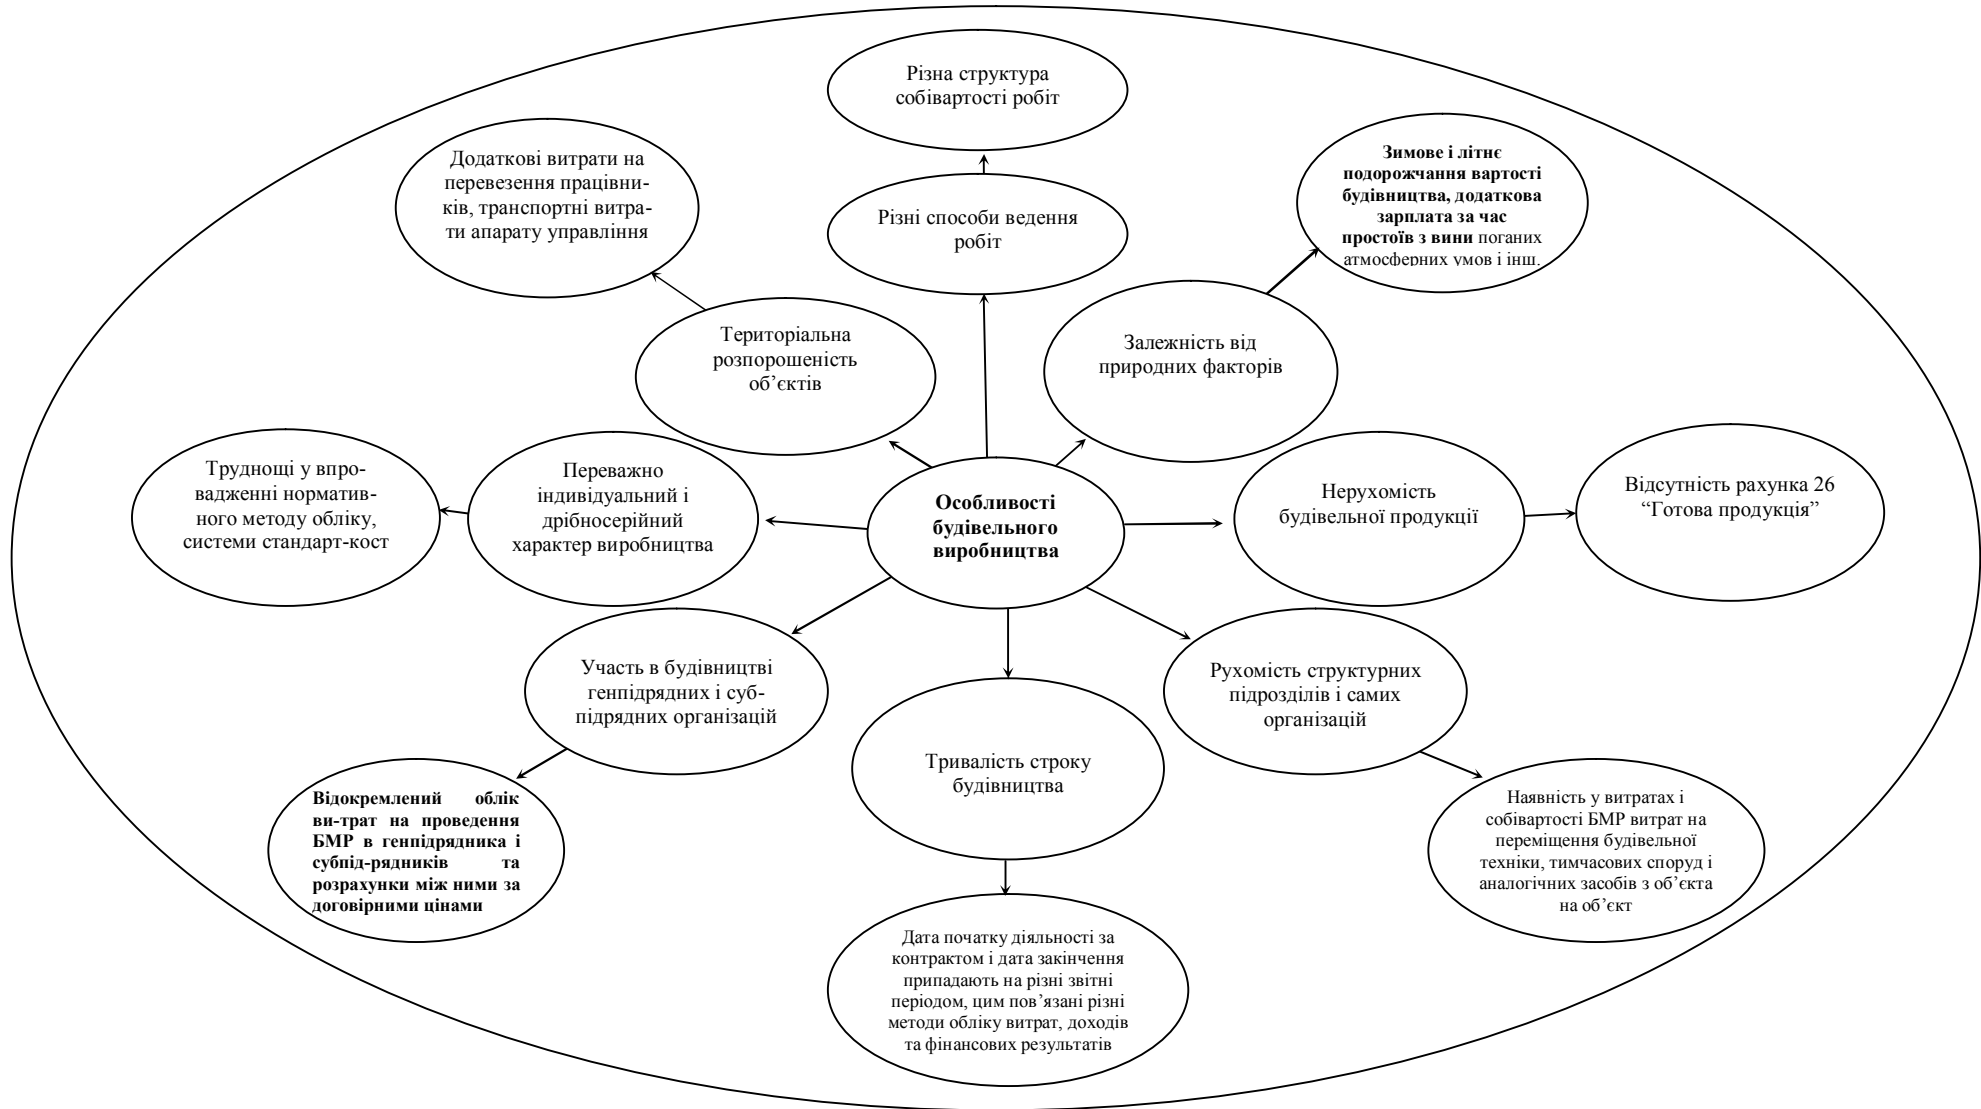 Різна структура
собівартості робіт
Додаткові витрати на
перевезення працівни-
ків, транспортні витра-
ти апарату управління
Різні способи ведення
робіт
Зимове і літнє
подорожчання вартості
будівництва, додаткова
зарплата за час
простоїв з вини поганих
атмосферних умов і інш.
Територіальна
розпорошеність
об’єктів
Залежність від
природних факторів
Труднощі у впро-
вадженні норматив-
ного методу обліку,
системи стандарт-кост
Переважно
індивідуальний і
дрібносерійний
характер виробництва
Особливості
будівельного
виробництва
Нерухомість
будівельної продукції
Відсутність рахунка 26
“Готова продукція”
Участь в будівництві
генпідрядних і суб-
підрядних організацій
Тривалість строку
будівництва
Рухомість структурних
підрозділів і самих
організацій
Відокремлений облік
ви-трат на проведення
БМР в генпідрядника і
субпід-рядників та
розрахунки між ними за
договірними цінами
Наявність у витратах і
собівартості БМР витрат на
переміщення будівельної
техніки, тимчасових споруд і
аналогічних засобів з об’єкта
на об’єкт
Дата початку діяльності за
контрактом і дата закінчення
припадають на різні звітні
періодом, цим пов’язані різні
методи обліку витрат, доходів
та фінансових результатів